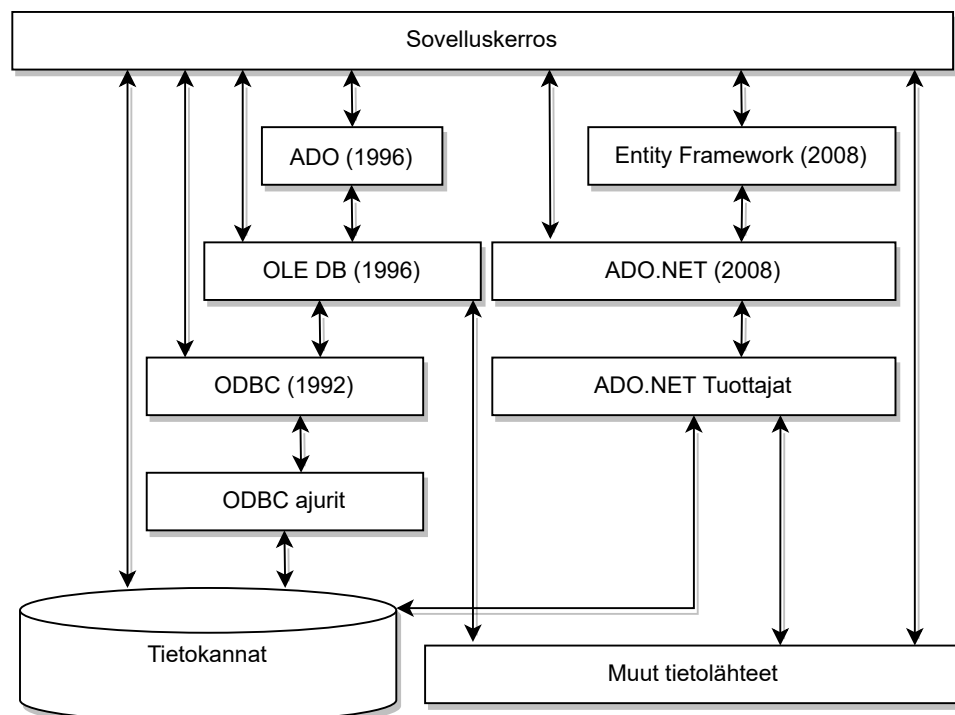 Sovelluskerros
ADO (1996)
Entity Framework (2008)
OLE DB (1996)
ADO.NET (2008)
ODBC (1992)
ADO.NET Tuottajat
ODBC ajurit
Tietokannat
Muut tietolähteet